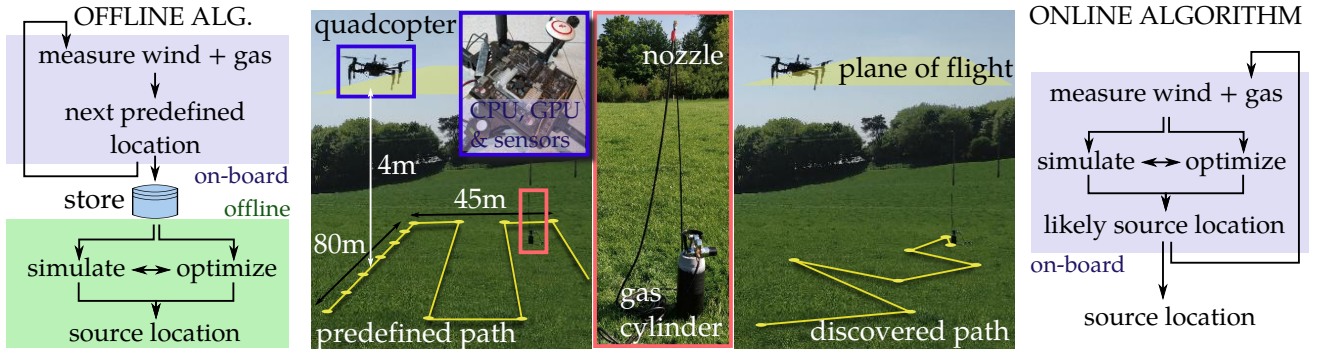 OFFLINE ALG.
measure wind + gas
next predefined
location
on-board
store
offline
simulate
optimize
source location
quadcopter
CPU, GPU
& sensors
4m
45m
80m
predefined path
nozzle
gas
cylinder
plane of flight
discovered path
ONLINE ALGORITHM
measure wind + gas
simulate
optimize
likely source location
on-board
source location